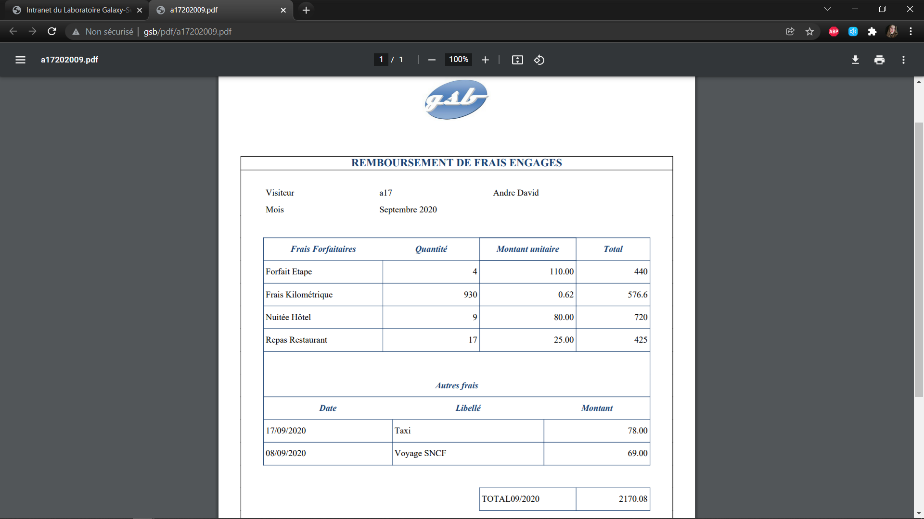 Intranet du Laboratoire Galaxy-S
a17202009.pdf
Non sécurisé | gsb/pdf/a17202009.pdf
ABP
a17202009.pdf
1 / 1
100%
gsb
REMBOURSEMENT DE FRAIS ENGAGES
Visiteur a17 Andre David
Mois Septembre 2020
Frais Forfaitaires Quantité Montant unitaire Total
Forfait Etape 4 110.00 440
Frais Kilométrique 930 0.62 576.6
Nuitée Hôtel 9 80.00 720
Repas Restaurant 17 25.00 425
Autres frais
Date Libellé Montant
17/09/2020 Taxi 78.00
08/09/2020 Voyage SNCF 69.00
TOTAL09/2020 2170.08